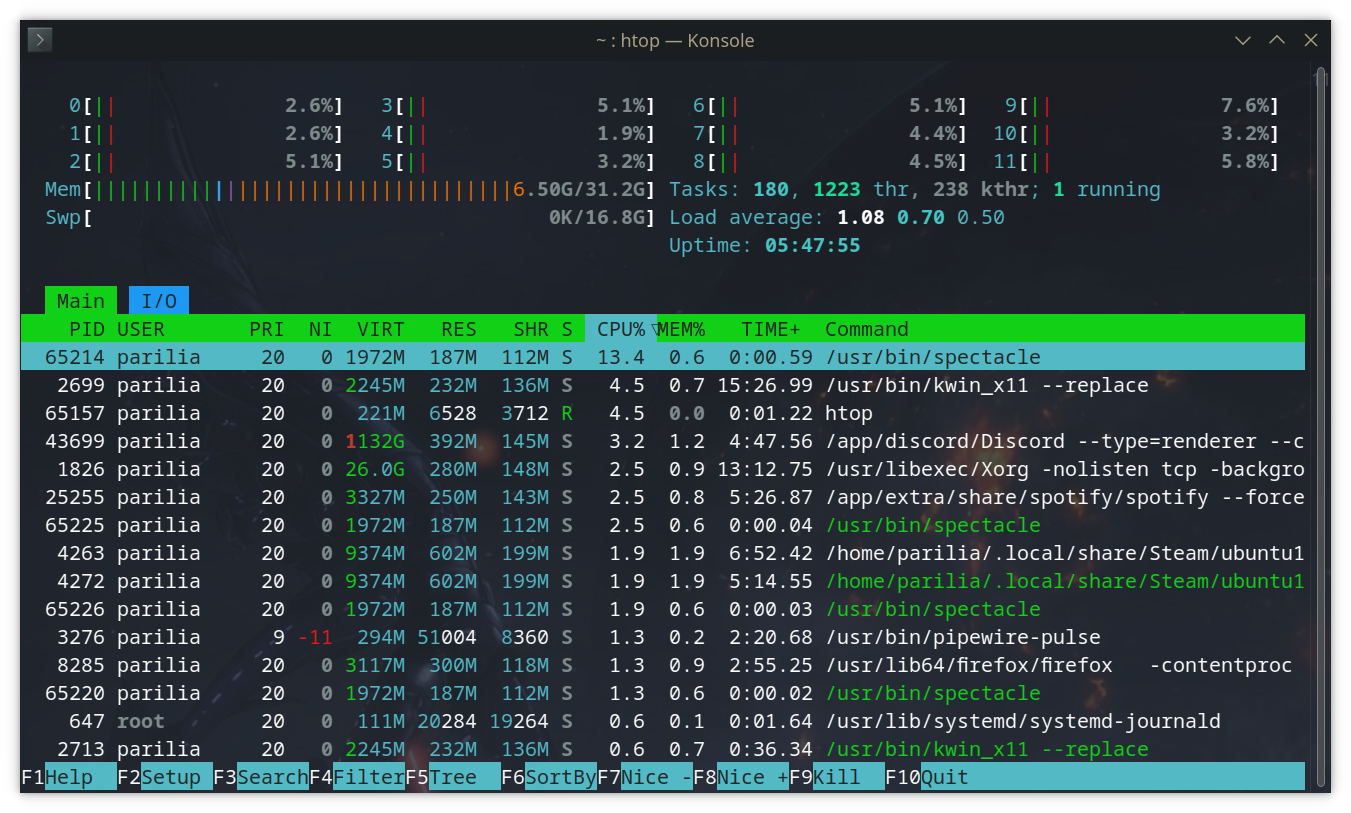 ~ : htop — Konsole
0[|| 2.6%] 3[|| 5.1%] 6[|| 5.1%] 9[|| 7.6%]
1[|| 2.6%] 4[|| 1.9%] 7[|| 4.4%] 10[|| 3.2%]
2[|| 5.1%] 5[|| 3.2%] 8[|| 4.5%] 11[|| 5.8%]
Mem[|||||||||||||||||||||||||||||||||||6.50G/31.2G] Tasks: 180, 1223 thr, 238 kthr; 1 running
Swp[ 0K/16.8G] Load average: 1.08 0.70 0.50
Uptime: 05:47:55
Main I/O
PID USER PRI NI VIRT RES SHR S CPU%▽MEM% TIME+ Command
65214 parilia 20 0 1972M 187M 112M S 13.4 0.6 0:00.59 /usr/bin/spectacle
2699 parilia 20 0 2245M 232M 136M S 4.5 0.7 15:26.99 /usr/bin/kwin_x11 --replace
65157 parilia 20 0 221M 6528 3712 R 4.5 0.0 0:01.22 htop
43699 parilia 20 0 1132G 392M 145M S 3.2 1.2 4:47.56 /app/discord/Discord --type=renderer --c
1826 parilia 20 0 26.0G 280M 148M S 2.5 0.9 13:12.75 /usr/libexec/Xorg -nolisten tcp -backgro
25255 parilia 20 0 3327M 250M 143M S 2.5 0.8 5:26.87 /app/extra/share/spotify/spotify --force
65225 parilia 20 0 1972M 187M 112M S 2.5 0.6 0:00.04 /usr/bin/spectacle
4263 parilia 20 0 9374M 602M 199M S 1.9 1.9 6:52.42 /home/parilia/.local/share/Steam/ubuntu1
4272 parilia 20 0 9374M 602M 199M S 1.9 1.9 5:14.55 /home/parilia/.local/share/Steam/ubuntu1
65226 parilia 20 0 1972M 187M 112M S 1.9 0.6 0:00.03 /usr/bin/spectacle
3276 parilia 9 -11 294M 51004 8360 S 1.3 0.2 2:20.68 /usr/bin/pipewire-pulse
8285 parilia 20 0 3117M 300M 118M S 1.3 0.9 2:55.25 /usr/lib64/firefox/firefox -contentproc
65220 parilia 20 0 1972M 187M 112M S 1.3 0.6 0:00.02 /usr/bin/spectacle
647 root 20 0 111M 20284 19264 S 0.6 0.1 0:01.64 /usr/lib/systemd/systemd-journald
2713 parilia 20 0 2245M 232M 136M S 0.6 0.7 0:36.34 /usr/bin/kwin_x11 --replace
F1Help F2Setup F3SearchF4FilterF5Tree F6SortByF7Nice -F8Nice +F9Kill F10Quit